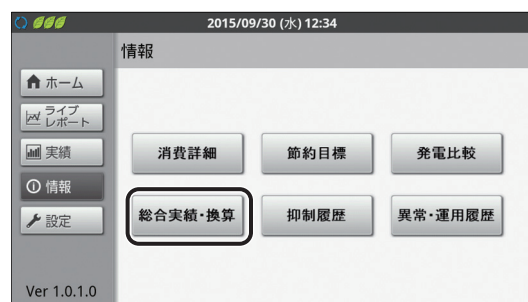 2015/09/30 (水) 12:34
情報
ホーム
ライブ
レポート
実績
情報
設定
消費詳細
節約目標
発電比較
総合実績・換算
抑制履歴
異常・運用履歴
Ver 1.0.1.0